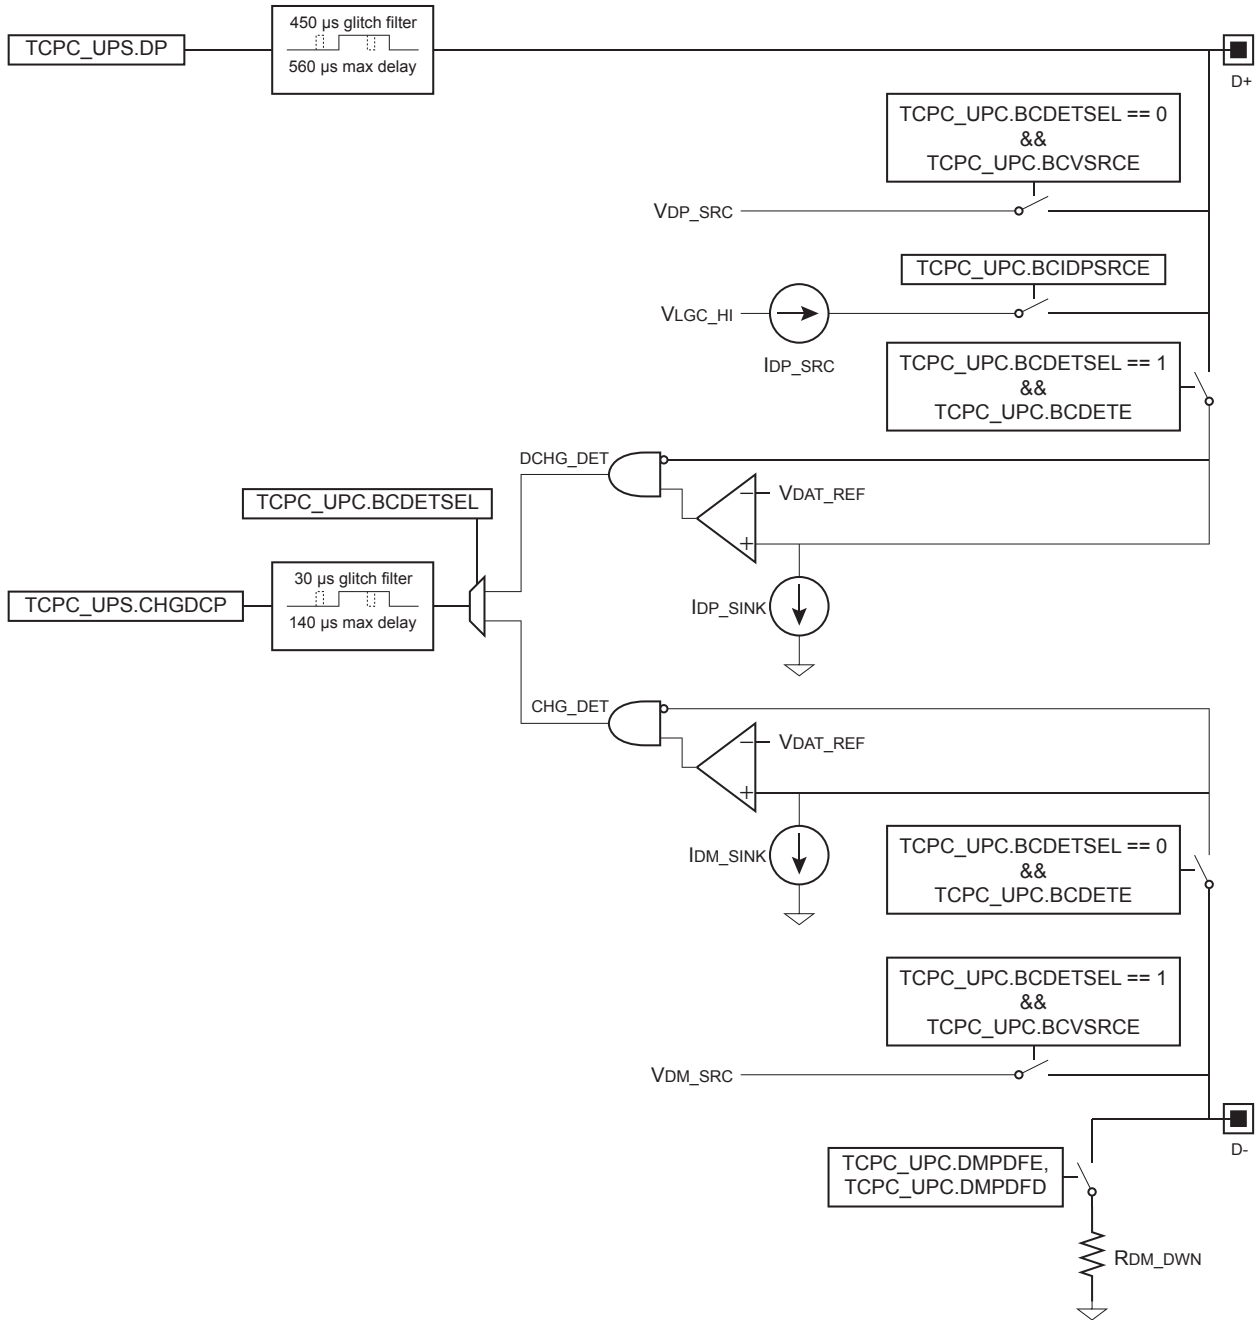 450 µs glitch filter
TCPC_UPS.DP
560 µs max delay
D+
TCPC_UPC.BCDETSEL == 0
&&
TCPC_UPC.BCVSRCE
VDP_SRC
TCPC_UPC.BCIDPSRCE
VLGC_HI
IDP_SRC
TCPC_UPC.BCDETSEL == 1
&&
TCPC_UPC.BCDETE
DCHG_DET
TCPC_UPC.BCDETSEL
− VDAT_REF
+
30 µs glitch filter
TCPC_UPS.CHGDCP
140 µs max delay
IDP_SINK
CHG_DET
− VDAT_REF
+
IDM_SINK
TCPC_UPC.BCDETSEL == 0
&&
TCPC_UPC.BCDETE
TCPC_UPC.BCDETSEL == 1
&&
TCPC_UPC.BCVSRCE
VDM_SRC
D-
TCPC_UPC.DMPDFE,
TCPC_UPC.DMPDFD
RDM_DWN